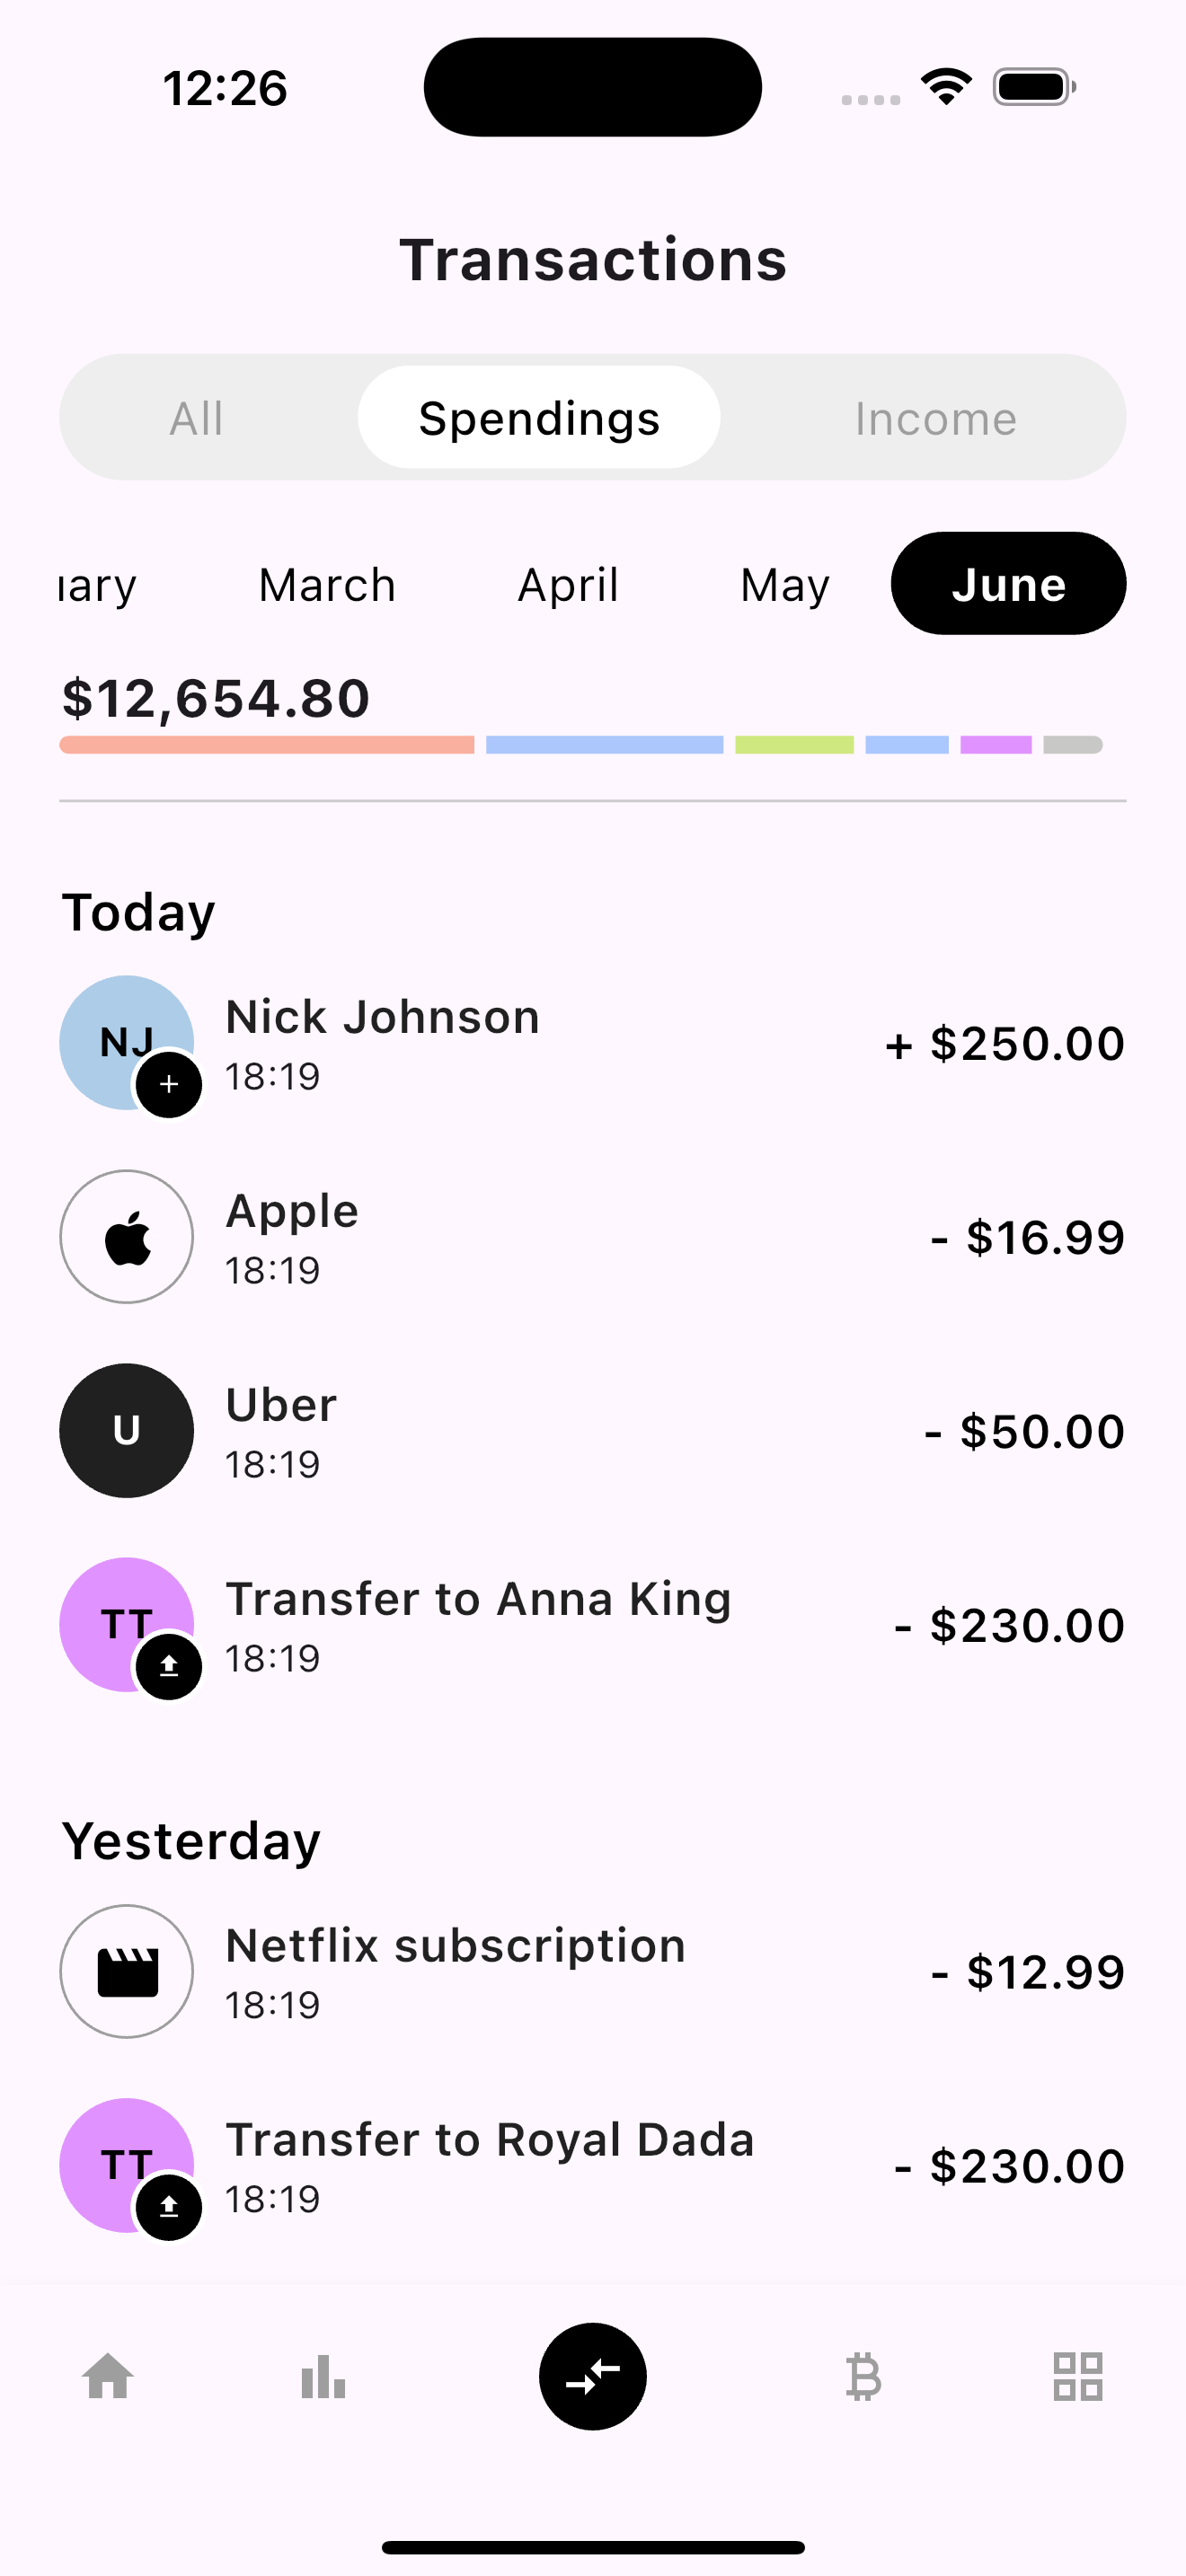 12:26
Transactions
All Spendings Income
uary March April May June
$12,654.80
Today
NJ Nick Johnson
18:19
+ $250.00
Apple
18:19
- $16.99
U Uber
18:19
- $50.00
TT Transfer to Anna King
18:19
- $230.00
Yesterday
Netflix subscription
18:19
- $12.99
TT Transfer to Royal Dada
18:19
- $230.00